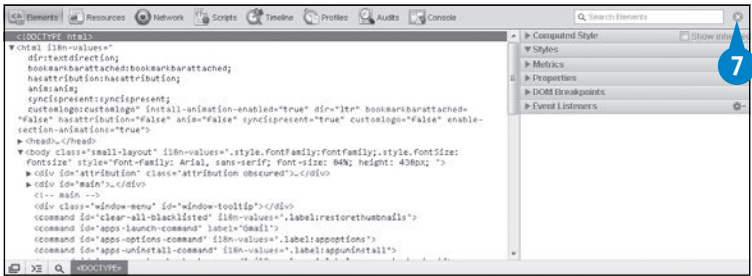 Elements Resources Network Scripts Timeline Profiles Audits Console Search Elements
<!DOCTYPE html>
▼<html i18n-values="
dir:textdirection;
bookmarkbarattached:bookmarkbarattached;
hasattribution:hasattribution;
anim:anim;
syncispresent:syncispresent;
customlogo:customlogo" install-animation-enabled="true" dir="ltr" bookmarkbarattached=
"false" hasattribution="false" anim="false" syncispresent="true" customlogo="false" enable-
section-animations="true">
▶<head>…</head>
▼<body class="small-layout" i18n-values=".style.fontFamily:fontfamily;.style.fontSize:
fontsize" style="font-family: Arial, sans-serif; font-size: 84%; height: 438px; ">
▶<div id="attribution" class="attribution obscured">…</div>
▶<div id="main">…</div>
<!-- main -->
<div class="window-menu" id="window-tooltip"></div>
<command id="clear-all-blacklisted" i18n-values=".label:restorethumbnails">
<command id="apps-launch-command" label="Gmail">
<command id="apps-options-command" i18n-values=".label:appoptions">
<command id="apps-uninstall-command" i18n-values=".label:appuninstall">
▶ Computed Style Show inherited
▼ Styles
▶ Metrics
▶ Properties
▶ DOM Breakpoints
▶ Event Listeners
7
<!DOCTYPE>